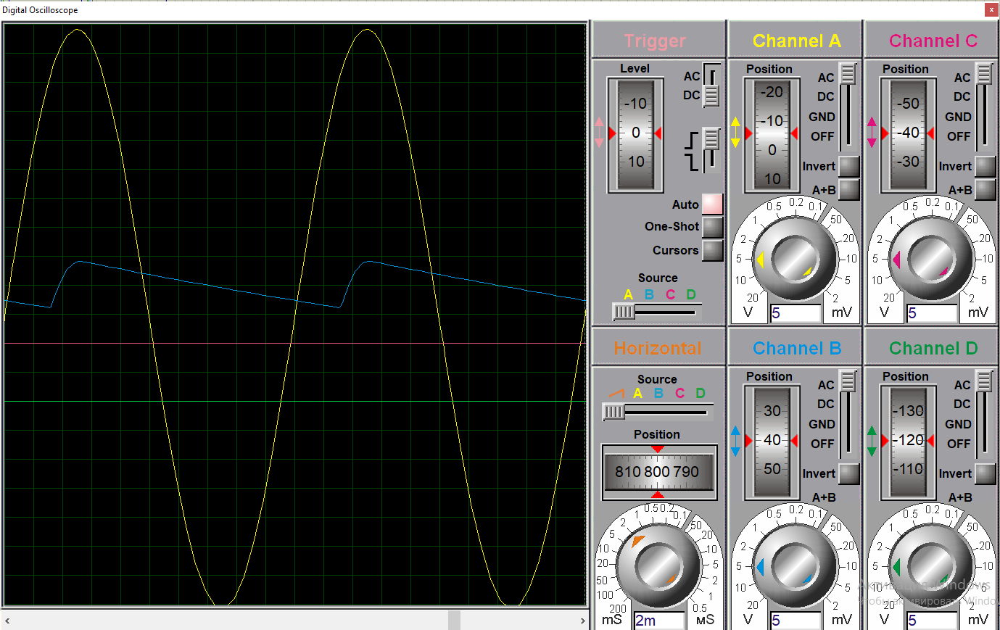 Digital Oscilloscope
x
Trigger
Level
-10
0
10
AC
DC
Auto
One-Shot
Cursors
Source
A B C D
Channel A
Position
-20
-10
0
10
AC
DC
GND
OFF
Invert
A+B
20
10
5
2
1
0.5
0.2
0.1
50
20
10
5
2
V
5
mV
Channel C
Position
-50
-40
-30
AC
DC
GND
OFF
Invert
A+B
20
10
5
2
1
0.5
0.2
0.1
50
20
10
5
2
V
5
mV
Horizontal
Source
A B C D
Position
810 800 790
200
100
50
20
10
5
2
1
0.5
0.2
0.1
50
20
10
5
2
1
0.5
mS
2m
мS
Channel B
Position
30
40
50
AC
DC
GND
OFF
Invert
A+B
20
10
5
2
1
0.5
0.2
0.1
50
20
10
5
2
V
5
mV
Channel D
Position
-130
-120
-110
AC
DC
GND
OFF
Invert
A+B
20
10
5
2
1
0.5
0.2
0.1
50
20
10
5
2
V
5
mV
Активация Windows
Чтобы активировать Windo